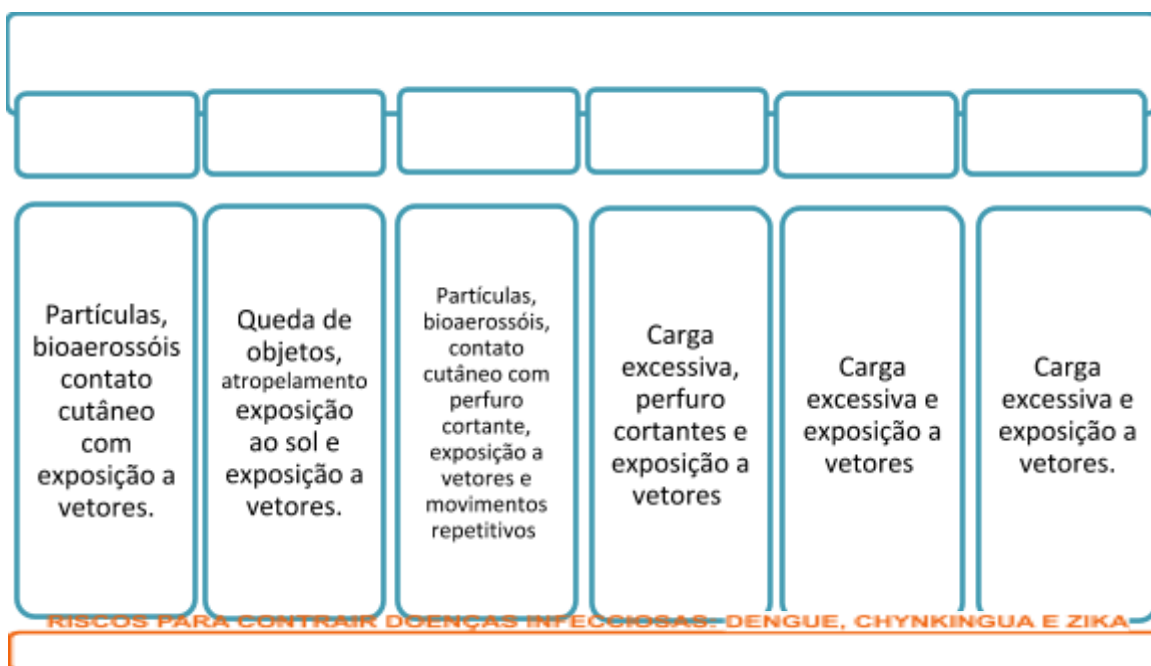 Partículas,
bioaerossóis
contato
cutâneo
com
exposição a
vetores.
Queda de
objetos,
atropelamento
exposição
ao sol e
exposição a
vetores.
Partículas,
bioaerossóis,
contato
cutâneo com
perfuro
cortante,
exposição a
vetores e
movimentos
repetitivos
Carga
excessiva,
perfuro
cortantes e
exposição a
vetores
Carga
excessiva e
exposição a
vetores
Carga
excessiva e
exposição a
vetores.
RISCOS PARA CONTRAIR DOENÇAS INFECCIOSAS: DENGUE, CHYNKINGUA E ZIKA